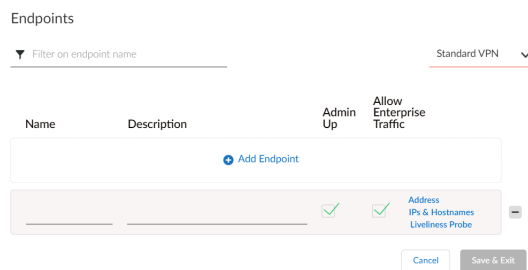 Endpoints
Filter on endpoint name
Standard VPN
Name
Description
Admin
Up
Allow
Enterprise
Traffic
Add Endpoint
Address
IPs & Hostnames
Liveliness Probe
Cancel
Save & Exit